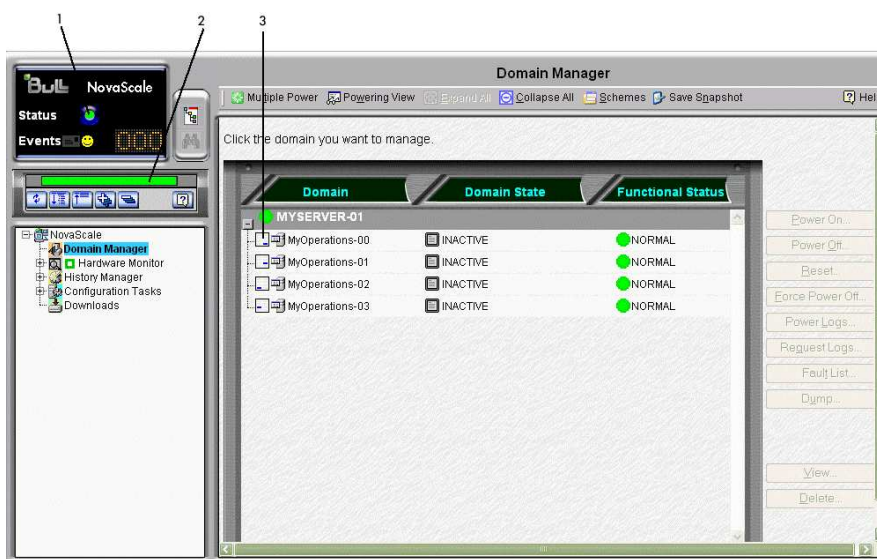 1 2 3
Bull NovaScale
Status
Events
Domain Manager
Multiple Power Powering View Expand All Collapse All Schemes Save Snapshot Hel
Click the domain you want to manage.
Domain Domain State Functional Status
MYSERVER-01
MyOperations-00 INACTIVE NORMAL
MyOperations-01 INACTIVE NORMAL
MyOperations-02 INACTIVE NORMAL
MyOperations-03 INACTIVE NORMAL
NovaScale
Domain Manager
Hardware Monitor
History Manager
Configuration Tasks
Downloads
Power On...
Power Off...
Reset...
Force Power Off...
Power Logs...
Request Logs...
Fault List...
Dump...
View...
Delete...